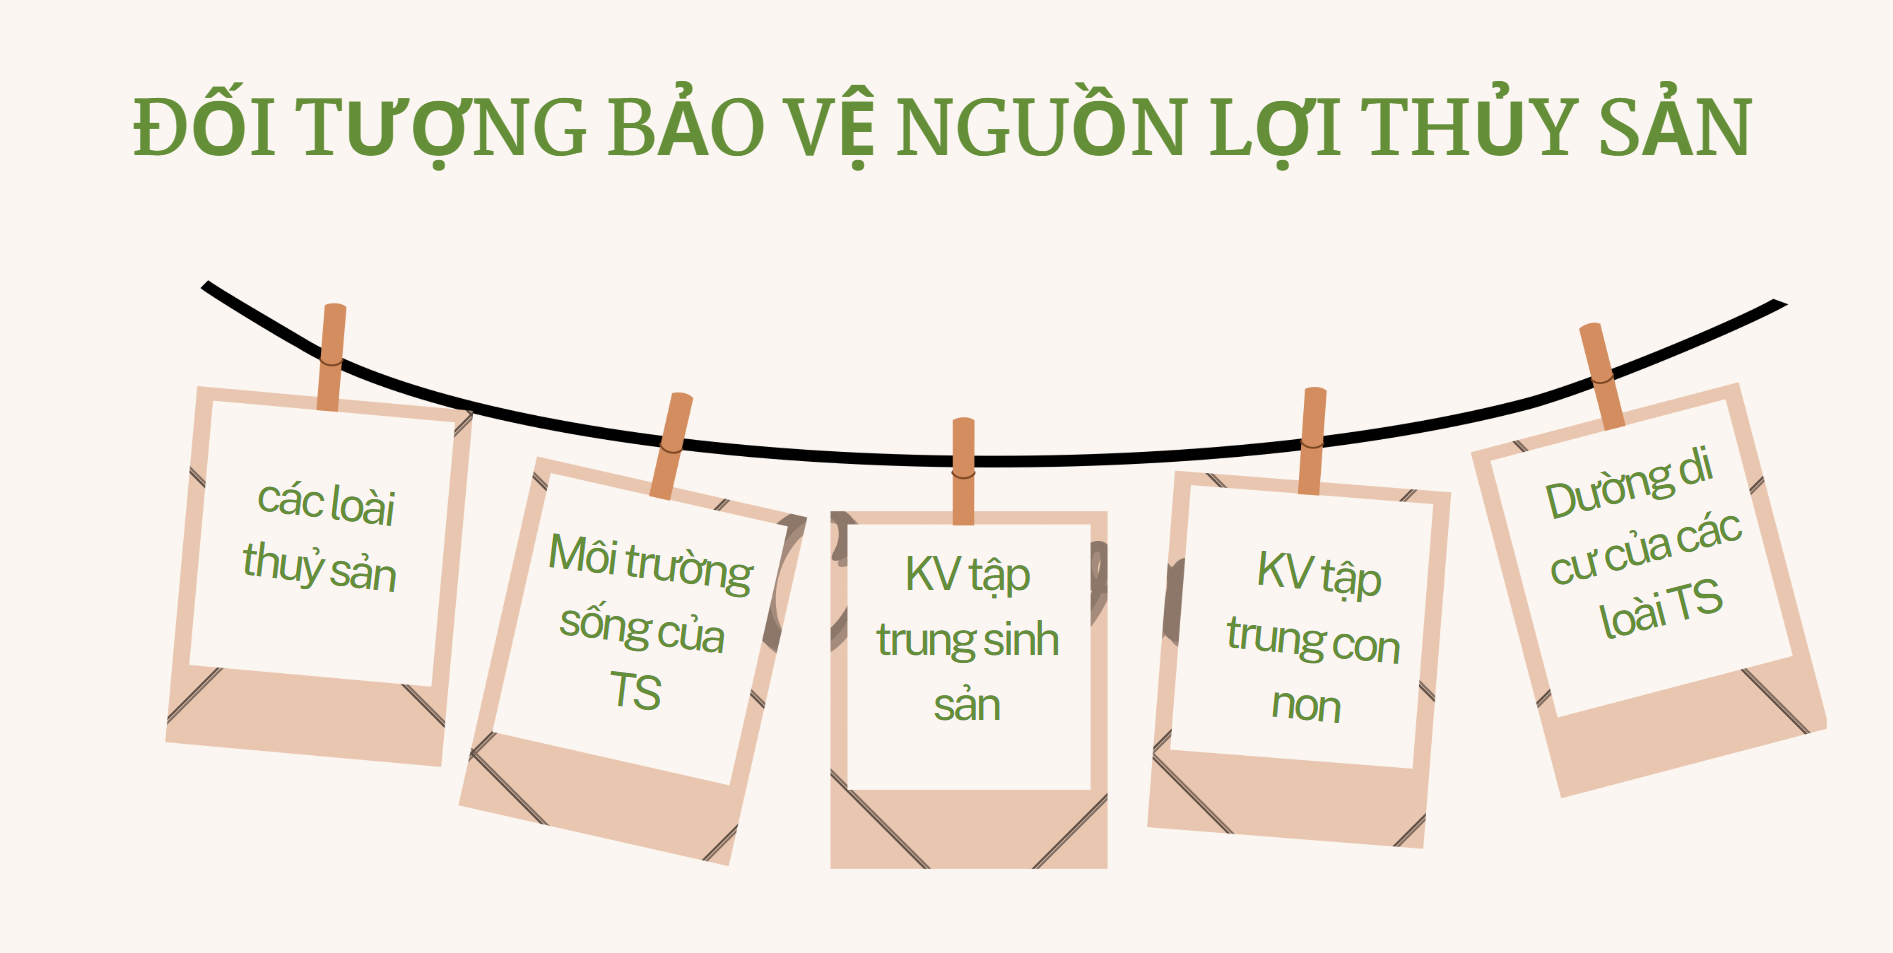 ĐỐI TƯỢNG BẢO VỆ NGUỒN LỢI THỦY SẢN
các loài
thuỷ sản
Môi trường
sống của
TS
KV tập
trung sinh
sản
KV tập
trung con
non
Dường di
cư của các
loài TS